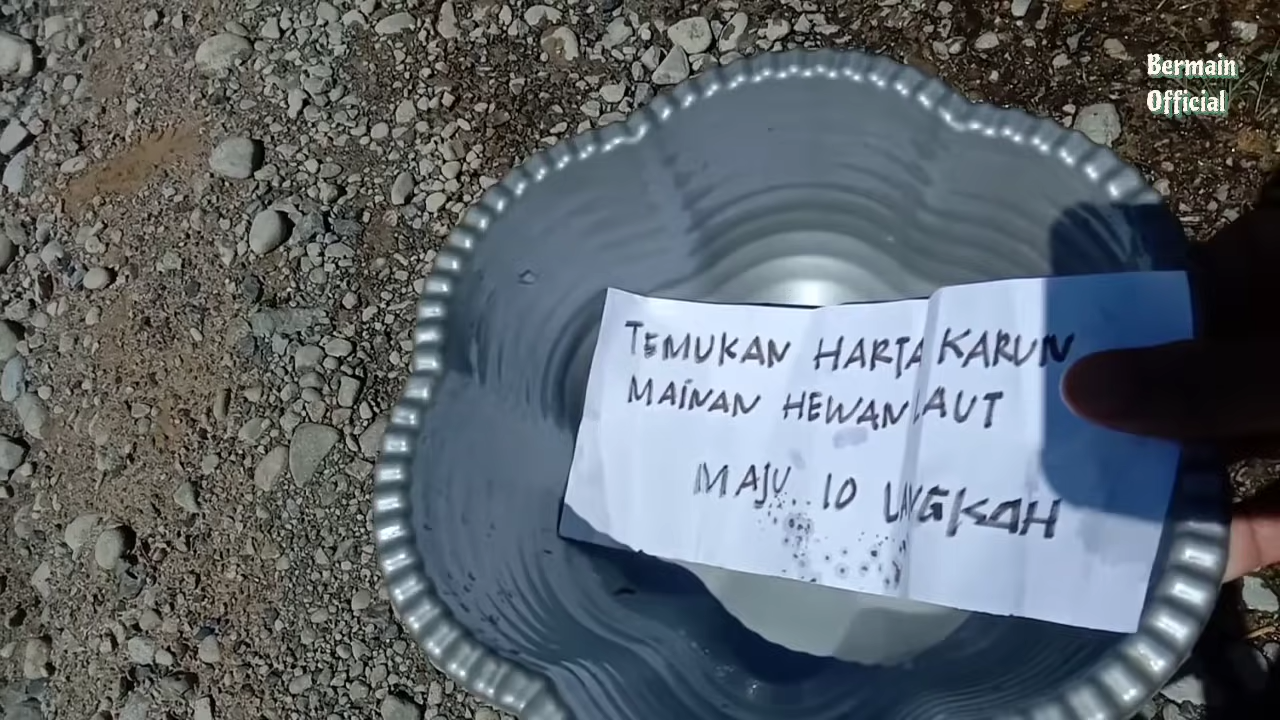 Bermain
Official
TEMUKAN HARTA KARUN
MAINAN HEWAN LAUT
MAJU 10 LANGKAH